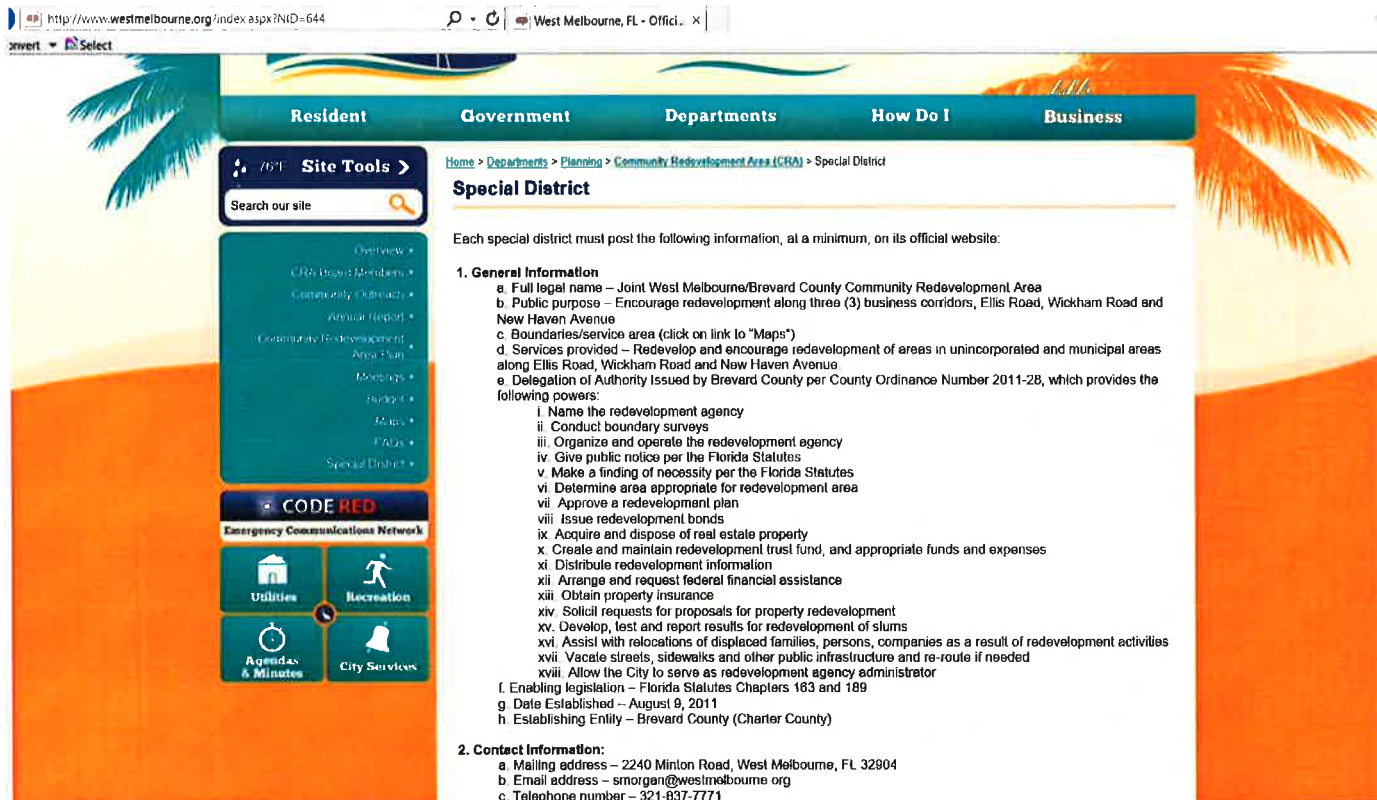 http://www.westmelbourne.org/index.aspx?NID=644
West Melbourne, FL - Offici...
Select
Resident Government Departments How Do I Business
76°F Site Tools
Search our site
Home > Departments > Planning > Community Redevelopment Area (CRA) > Special District
Special District
Overview
CRA Board Members
Community Outreach
Annual Report
Community Redevelopment
Area Plan
Meetings
Budget
Maps
FAQs
Special District
CODE RED
Emergency Communications Network
Utilities
Recreation
Agendas
& Minutes
City Services
Each special district must post the following information, at a minimum, on its official website:
1. General Information
a. Full legal name – Joint West Melbourne/Brevard County Community Redevelopment Area
b. Public purpose – Encourage redevelopment along three (3) business corridors, Ellis Road, Wickham Road and
New Haven Avenue
c. Boundaries/service area (click on link to "Maps")
d. Services provided – Redevelop and encourage redevelopment of areas in unincorporated and municipal areas
along Ellis Road, Wickham Road and New Haven Avenue
e. Delegation of Authority Issued by Brevard County per County Ordinance Number 2011-28, which provides the
following powers:
i. Name the redevelopment agency
ii. Conduct boundary surveys
iii. Organize and operate the redevelopment agency
iv. Give public notice per the Florida Statutes
v. Make a finding of necessity per the Florida Statutes
vi. Determine area appropriate for redevelopment area
vii. Approve a redevelopment plan
viii. Issue redevelopment bonds
ix. Acquire and dispose of real estate property
x. Create and maintain redevelopment trust fund, and appropriate funds and expenses
xi. Distribute redevelopment information
xii. Arrange and request federal financial assistance
xiii. Obtain property insurance
xiv. Solicit requests for proposals for property redevelopment
xv. Develop, test and report results for redevelopment of slums
xvi. Assist with relocations of displaced families, persons, companies as a result of redevelopment activities
xvii. Vacate streets, sidewalks and other public infrastructure and re-route if needed
xviii. Allow the City to serve as redevelopment agency administrator
f. Enabling legislation – Florida Statutes Chapters 163 and 189
g. Date Established – August 9, 2011
h. Establishing Entity – Brevard County (Charter County)
2. Contact Information:
a. Mailing address – 2240 Minton Road, West Melbourne, FL 32904
b. Email address – smorgan@westmelbourne.org
c. Telephone number – 321-837-7771